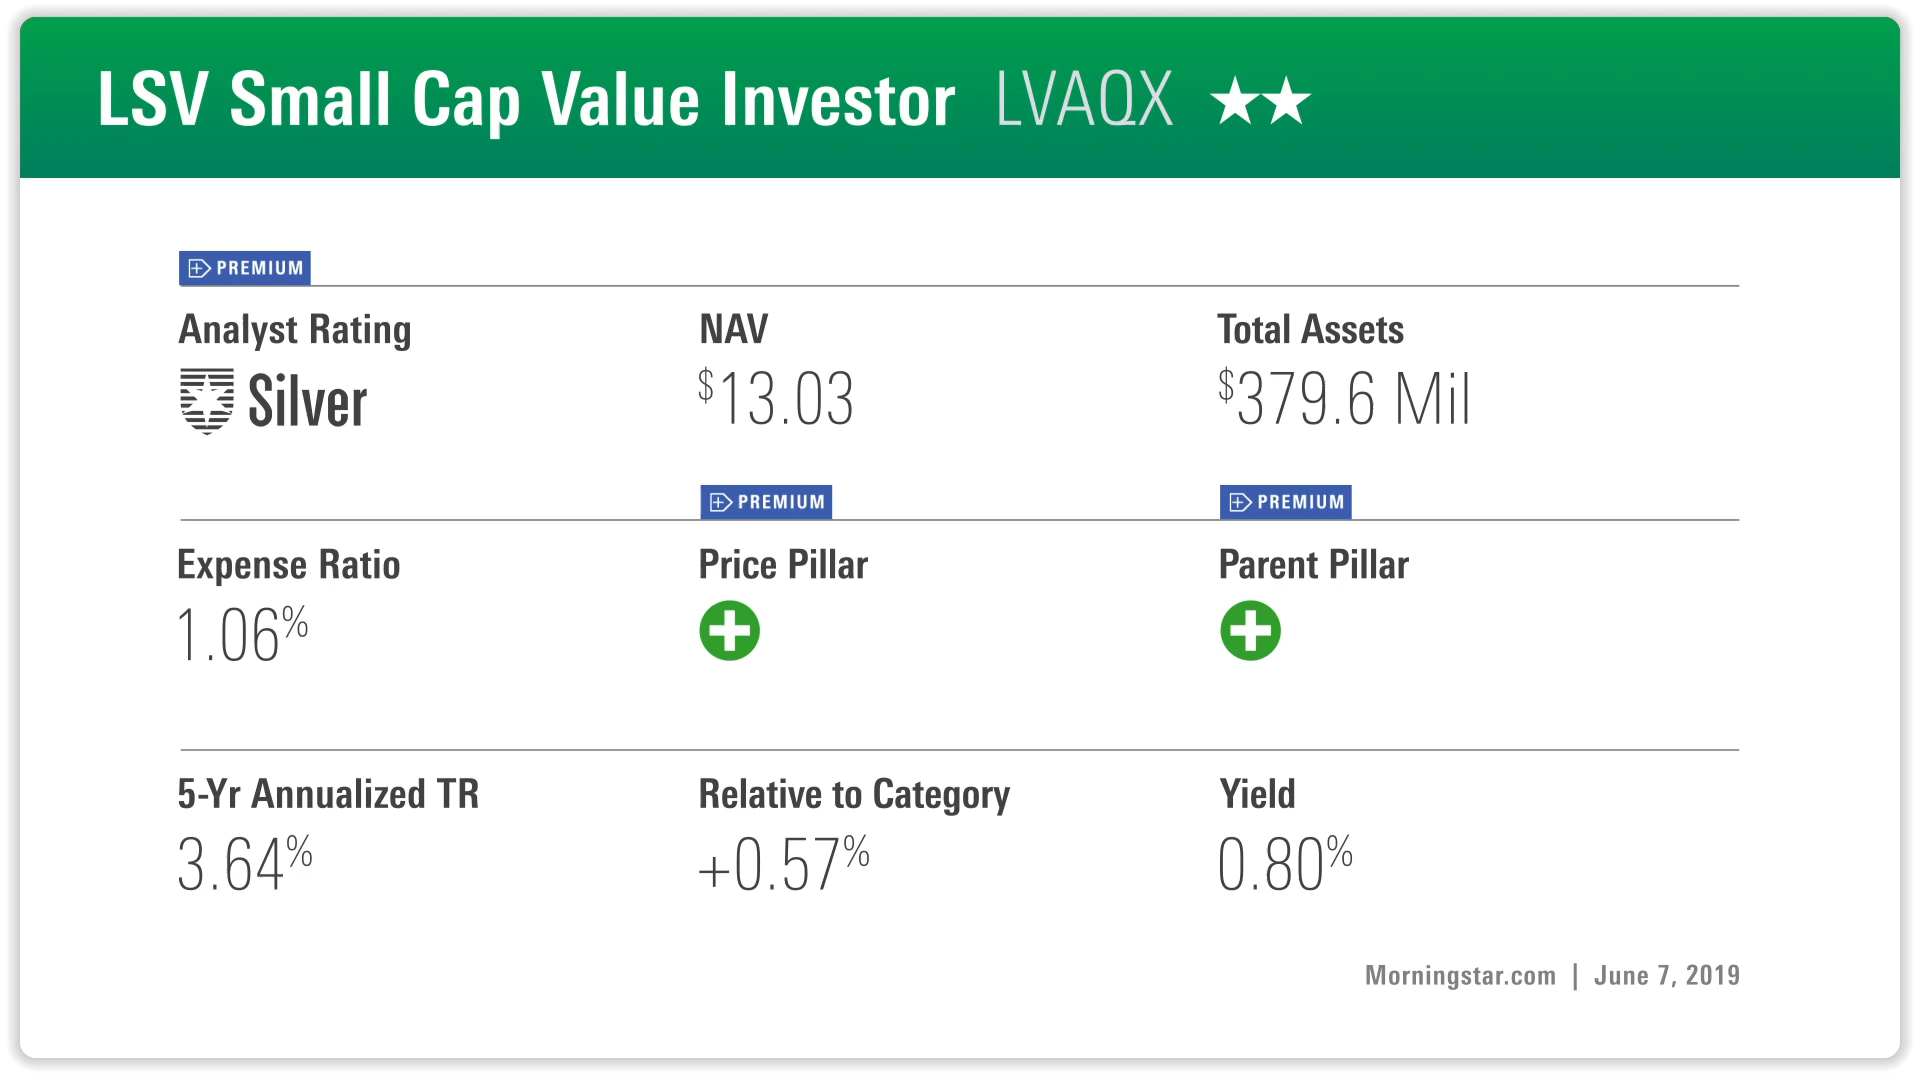 LSV Small Cap Value Investor LVAQX
PREMIUM
Analyst Rating NAV Total Assets
Silver $13.03 $379.6 Mil
PREMIUM PREMIUM
Expense Ratio Price Pillar Parent Pillar
1.06%
5-Yr Annualized TR Relative to Category Yield
3.64% +0.57% 0.80%
Morningstar.com | June 7, 2019